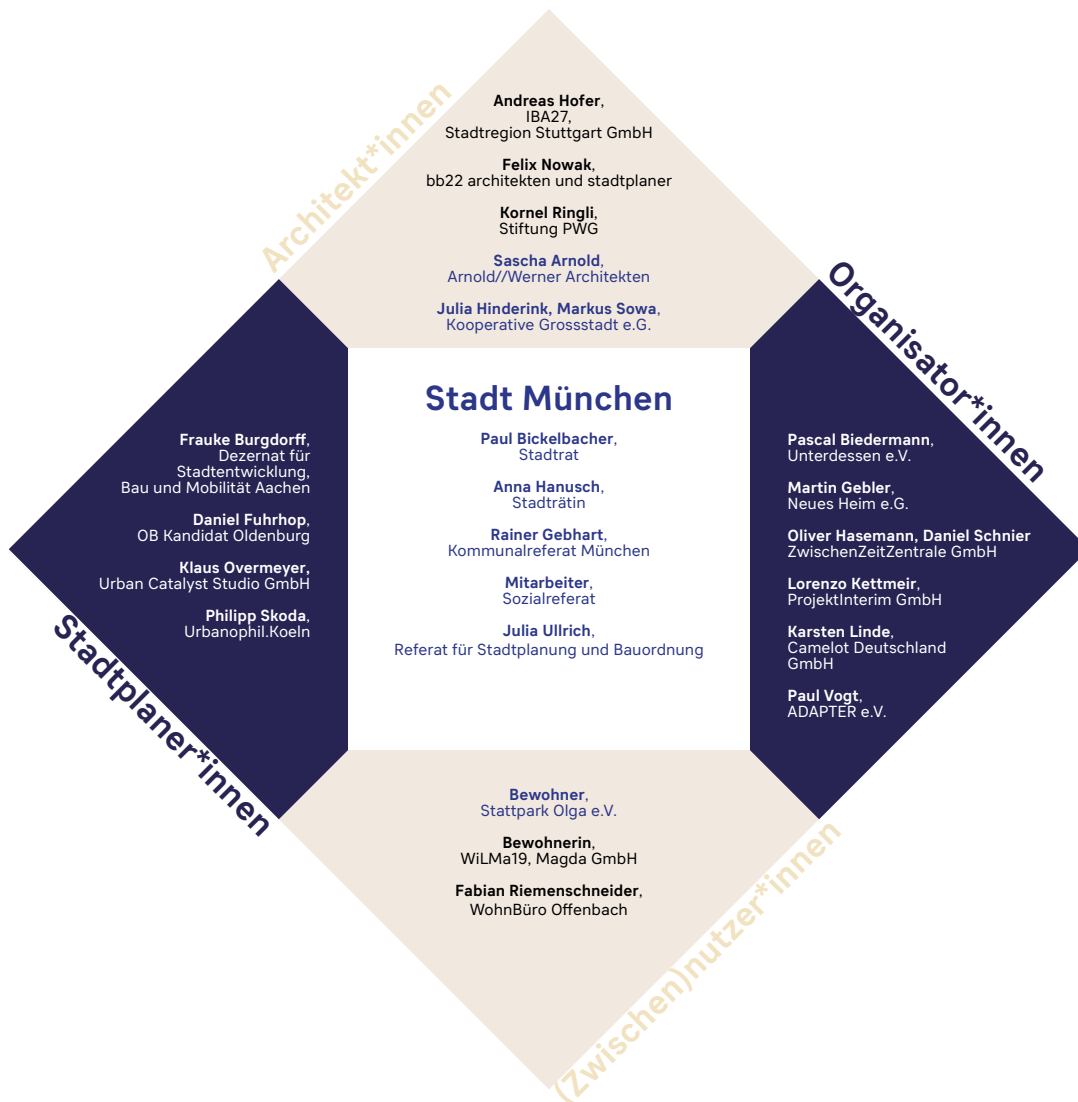 Architekt*innen
Andreas Hofer,
IBA27,
Stadtregion Stuttgart GmbH
Felix Nowak,
bb22 architekten und stadtplaner
Kornel Ringli,
Stiftung PWG
Sascha Arnold,
Arnold//Werner Architekten
Julia Hinderink, Markus Sowa,
Kooperative Grossstadt e.G.
Stadtplaner*innen
Frauke Burgdorff,
Dezernat für
Stadtentwicklung,
Bau und Mobilität Aachen
Daniel Fuhrhop,
OB Kandidat Oldenburg
Klaus Overmeyer,
Urban Catalyst Studio GmbH
Philipp Skoda,
Urbanophil.Koeln
Stadt München
Paul Bickelbacher,
Stadtrat
Anna Hanusch,
Stadträtin
Rainer Gebhart,
Kommunalreferat München
Mitarbeiter,
Sozialreferat
Julia Ullrich,
Referat für Stadtplanung und Bauordnung
Organisator*innen
Pascal Biedermann,
Unterdessen e.V.
Martin Gebler,
Neues Heim e.G.
Oliver Hasemann, Daniel Schnier
ZwischenZeitZentrale GmbH
Lorenzo Kettmeir,
ProjektInterim GmbH
Karsten Linde,
Camelot Deutschland
GmbH
Paul Vogt,
ADAPTER e.V.
(Zwischen)nutzer*innen
Bewohner,
Stattpark Olga e.V.
Bewohnerin,
WiLMa19, Magda GmbH
Fabian Riemenschneider,
WohnBüro Offenbach